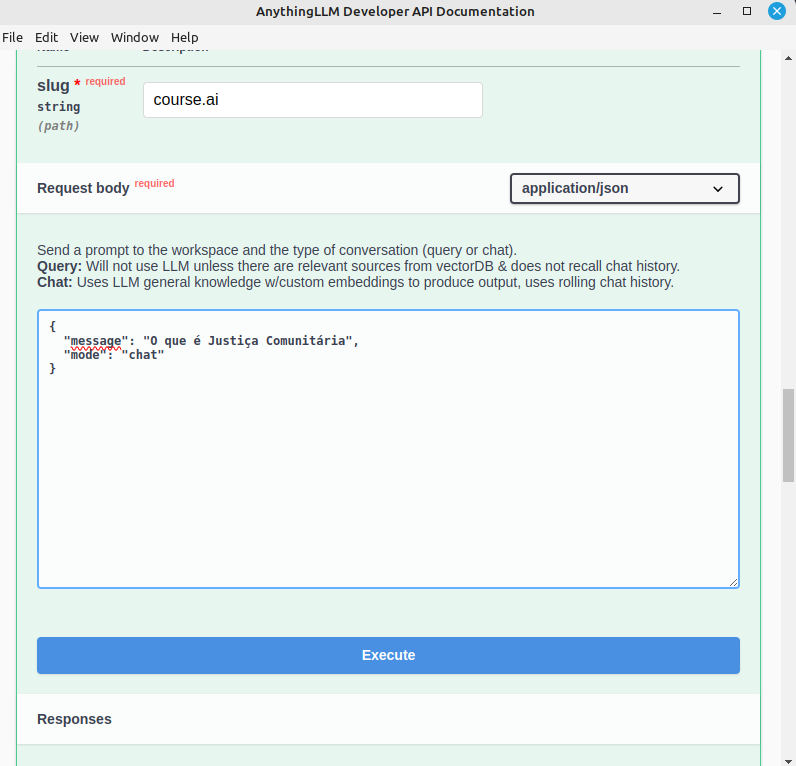 AnythingLLM Developer API Documentation
File Edit View Window Help
slug * required
string
(path)
course.ai
Request body required
application/json
Send a prompt to the workspace and the type of conversation (query or chat).
Query: Will not use LLM unless there are relevant sources from vectorDB & does not recall chat history.
Chat: Uses LLM general knowledge w/custom embeddings to produce output, uses rolling chat history.
{
"message": "O que é Justiça Comunitária",
"mode": "chat"
}
Execute
Responses